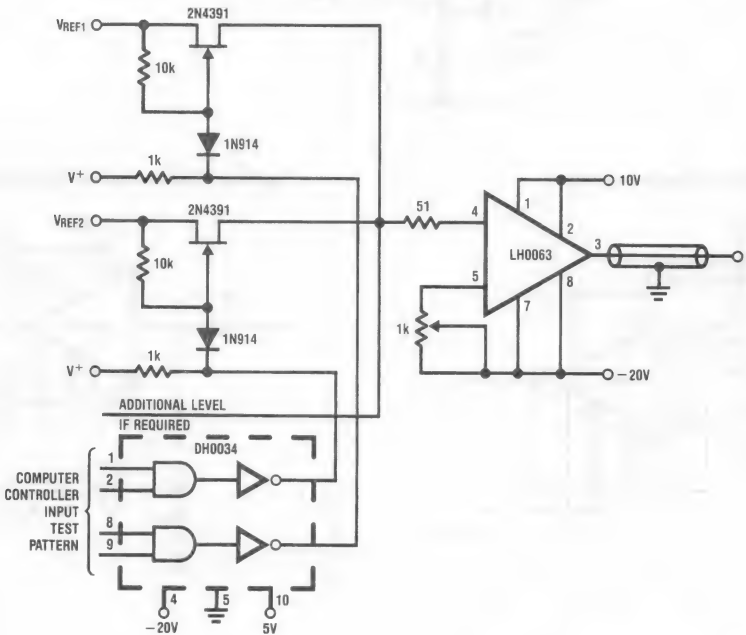 2N4391
VREF1
10k
1N914
1k
V+
2N4391
VREF2
10k
1N914
1k
V+
51
4
1
10V
2
LH0063
3
5
7
8
1k
−20V
ADDITIONAL LEVEL
IF REQUIRED
DH0034
COMPUTER
CONTROLLER
INPUT
TEST
PATTERN
1
2
8
9
4
5
10
−20V
5V